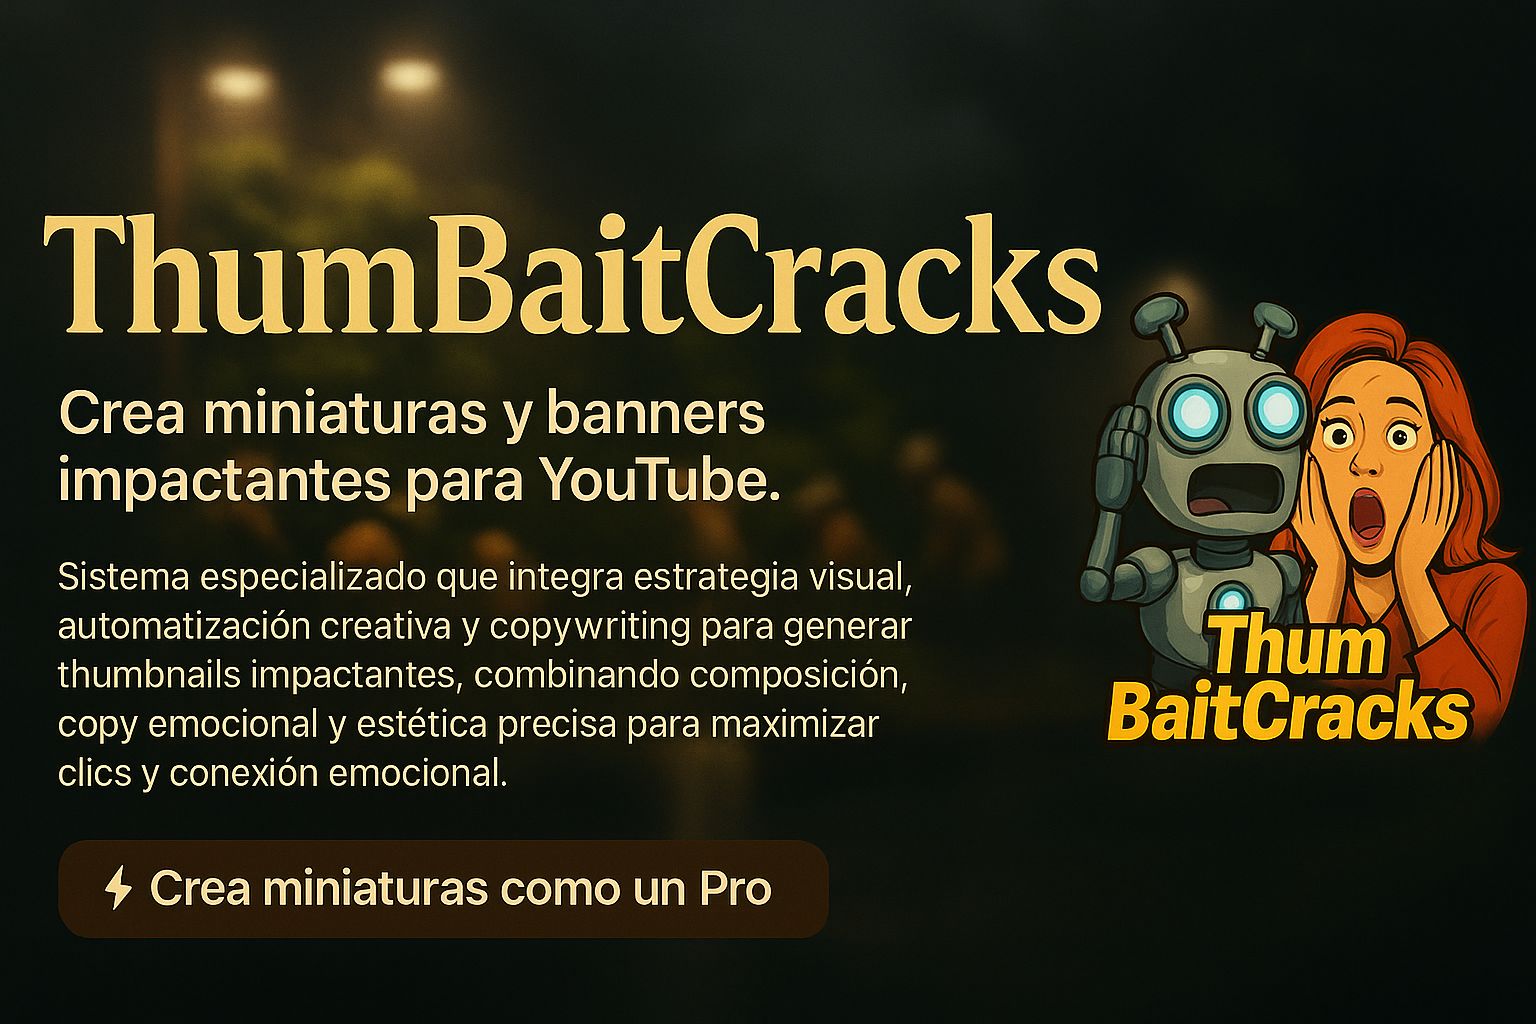 ThumBaitCracks
Crea miniaturas y banners
impactantes para YouTube.
Sistema especializado que integra estrategia visual,
automatización creativa y copywriting para generar
thumbnails impactantes, combinando composición,
copy emocional y estética precisa para maximizar
clics y conexión emocional.
Crea miniaturas como un Pro
Thum
BaitCracks